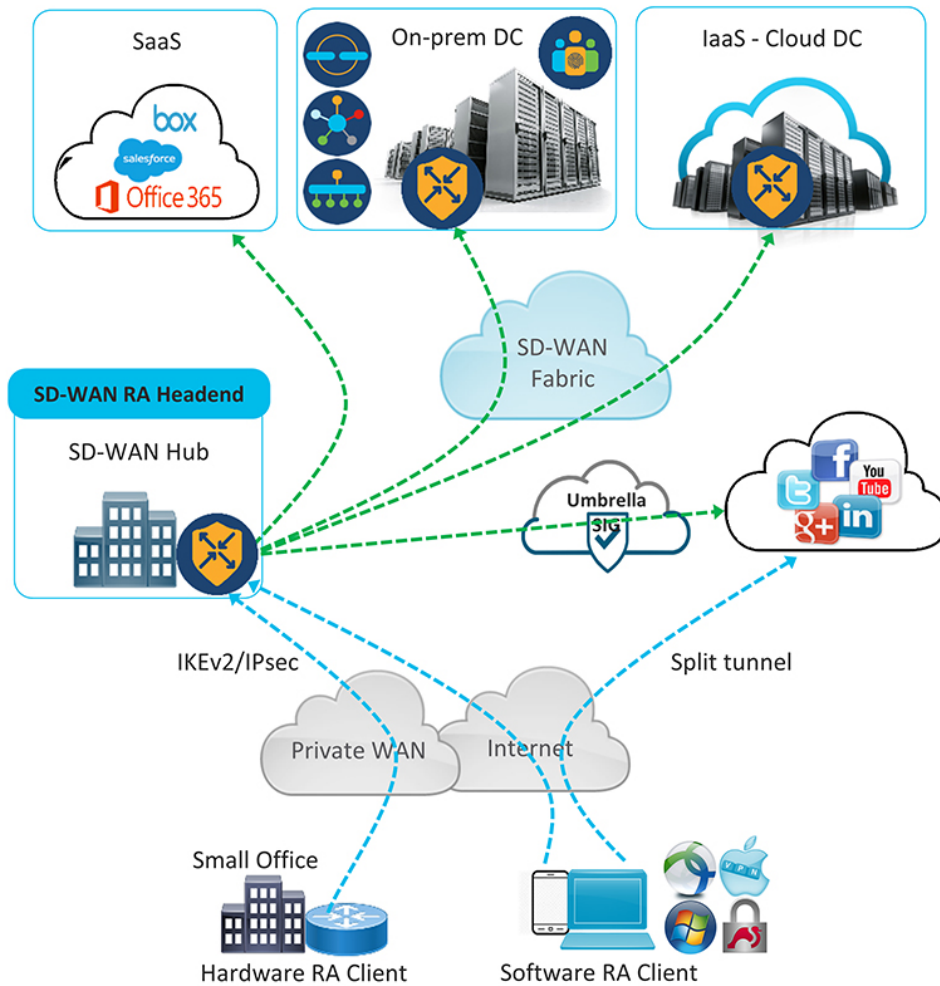 SaaS
box
salesforce
Office 365
On-prem DC
IaaS - Cloud DC
SD-WAN
Fabric
SD-WAN RA Headend
SD-WAN Hub
Umbrella
SIG
f
You
Tube
t
g+
in
IKEv2/IPsec
Split tunnel
Private WAN
Internet
Small Office
VPN
Hardware RA Client
Software RA Client